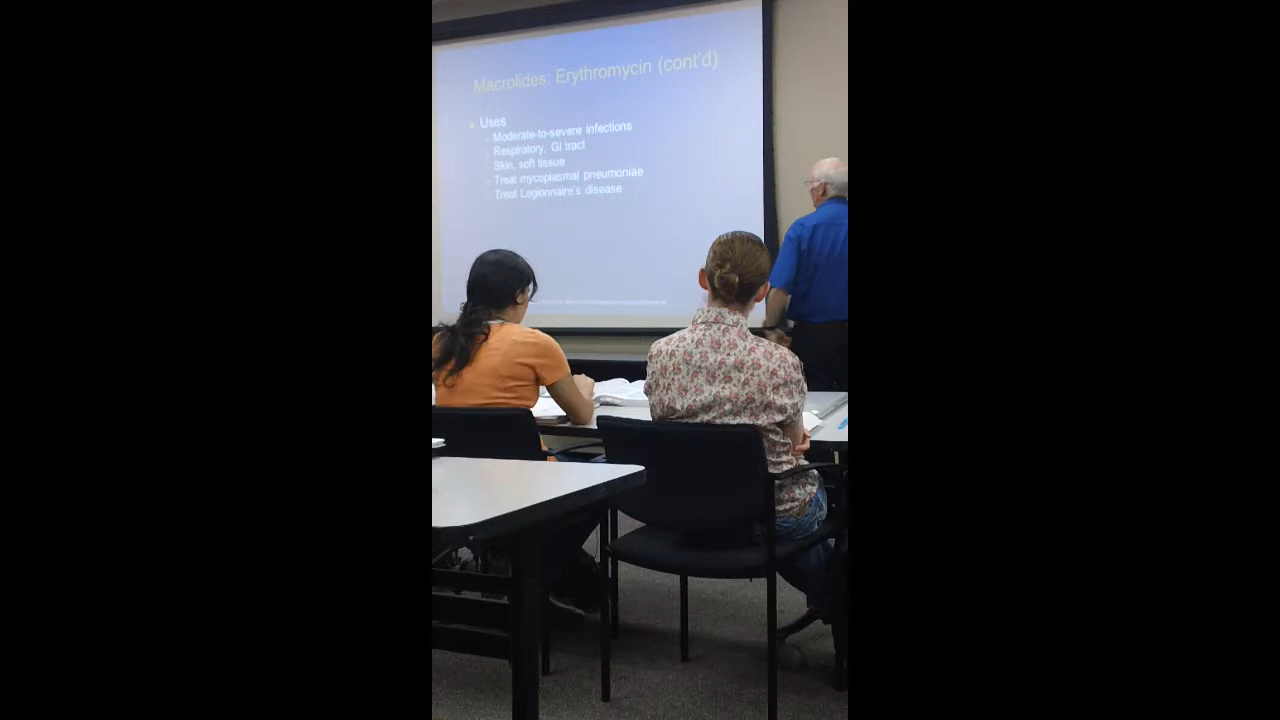 Macrolides: Erythromycin (cont'd)
Uses
Moderate-to-severe infections
Respiratory, GI tract
Skin, soft tissue
Treat mycoplasmal pneumoniae
Treat Legionnaire's disease